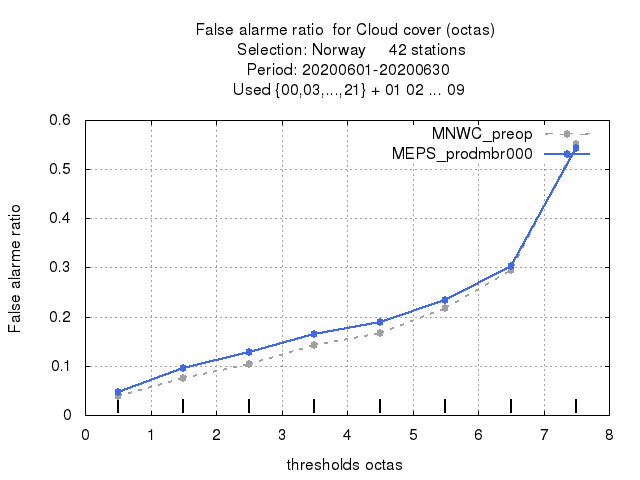 False alarme ratio  for Cloud cover (octas)
Selection: Norway     42 stations
Period: 20200601-20200630
Used {00,03,...,21} + 01 02 ... 09
MNWC_preop
MEPS_prodmbr000
0.6
0.5
0.4
0.3
0.2
0.1
0
False alarme ratio
0 1 2 3 4 5 6 7 8
thresholds octas